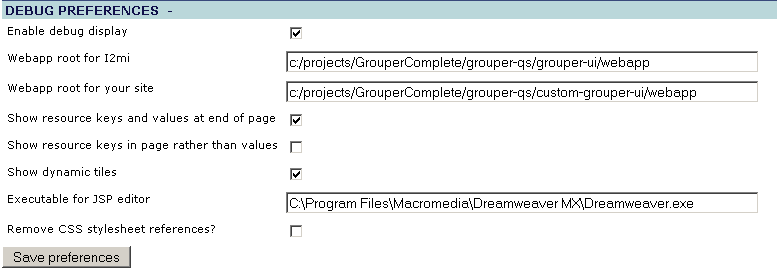 DEBUG PREFERENCES -
Enable debug display
Webapp root for I2mi c:/projects/GrouperComplete/grouper-qs/grouper-ui/webapp
Webapp root for your site c:/projects/GrouperComplete/grouper-qs/custom-grouper-ui/webapp
Show resource keys and values at end of page
Show resource keys in page rather than values
Show dynamic tiles
Executable for JSP editor C:\Program Files\Macromedia\Dreamweaver MX\Dreamweaver.exe
Remove CSS stylesheet references?
Save preferences